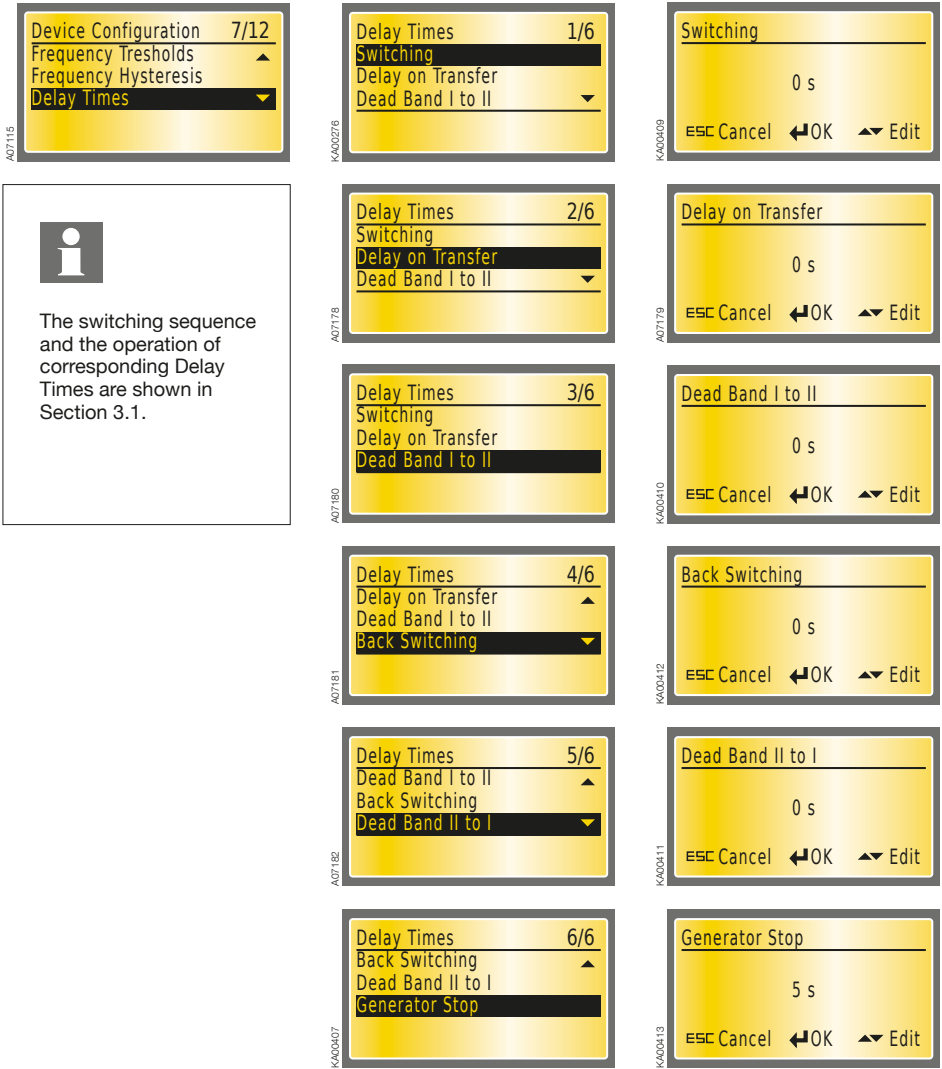 Device Configuration 7/12
Frequency Tresholds
Frequency Hysteresis
Delay Times
A07115
Delay Times 1/6
Switching
Delay on Transfer
Dead Band I to II
KA00276
Switching
0 s
ESC Cancel OK Edit
KA00409
The switching sequence
and the operation of
corresponding Delay
Times are shown in
Section 3.1.
Delay Times 2/6
Switching
Delay on Transfer
Dead Band I to II
A07178
Delay on Transfer
0 s
ESC Cancel OK Edit
A07179
Delay Times 3/6
Switching
Delay on Transfer
Dead Band I to II
A07180
Dead Band I to II
0 s
ESC Cancel OK Edit
KA00410
Delay Times 4/6
Delay on Transfer
Dead Band I to II
Back Switching
A07181
Back Switching
0 s
ESC Cancel OK Edit
KA00412
Delay Times 5/6
Dead Band I to II
Back Switching
Dead Band II to I
A07182
Dead Band II to I
0 s
ESC Cancel OK Edit
KA00411
Delay Times 6/6
Back Switching
Dead Band II to I
Generator Stop
KA00407
Generator Stop
5 s
ESC Cancel OK Edit
KA00413